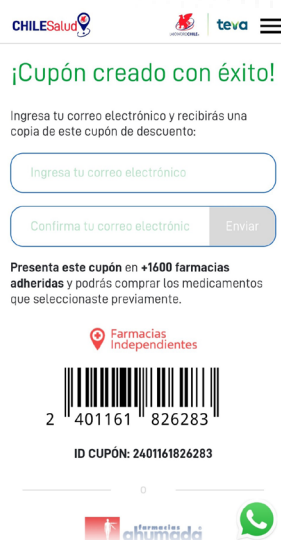 CHILESalud
LABORATORIO CHILE
teva
¡Cupón creado con éxito!
Ingresa tu correo electrónico y recibirás una
copia de este cupón de descuento:
Ingresa tu correo electrónico
Confirma tu correo electrónic
Enviar
Presenta este cupón en +1600 farmacias
adheridas y podrás comprar los medicamentos
que seleccionaste previamente.
Farmacias
Independientes
2 401161 826283
ID CUPÓN: 2401161826283
o
farmacias
ahumada